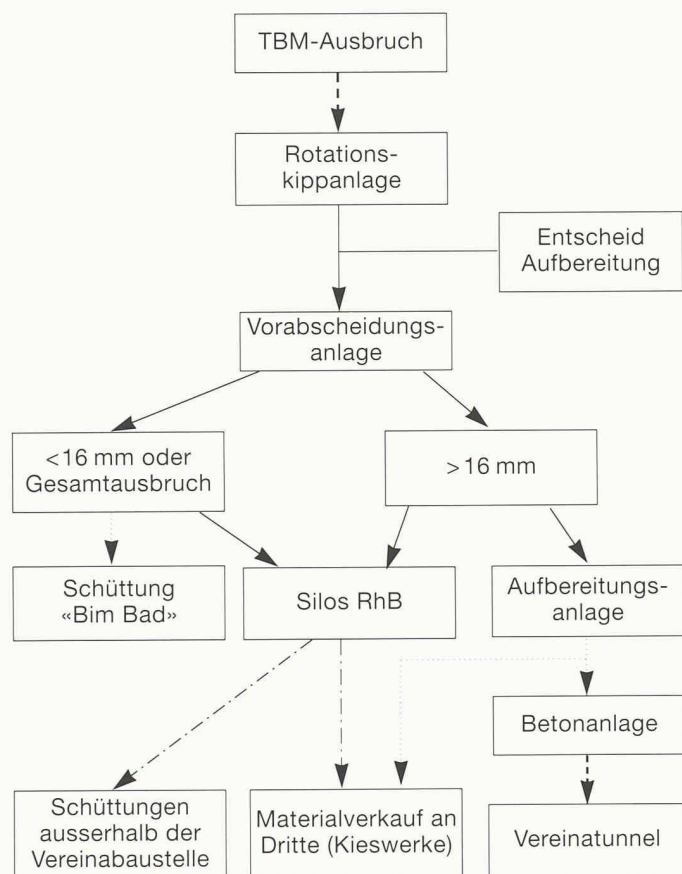 TBM-Ausbruch
Rotations-
kippanlage
Entscheid
Aufbereitung
Vorabscheidungs-
anlage
<16 mm oder
Gesamtausbruch
>16 mm
Schüttung
«Bim Bad»
Silos RhB
Aufbereitungs-
anlage
Betonanlage
Schüttungen
ausserhalb der
Vereinabaustelle
Materialverkauf an
Dritte (Kieswerke)
Vereinatunnel